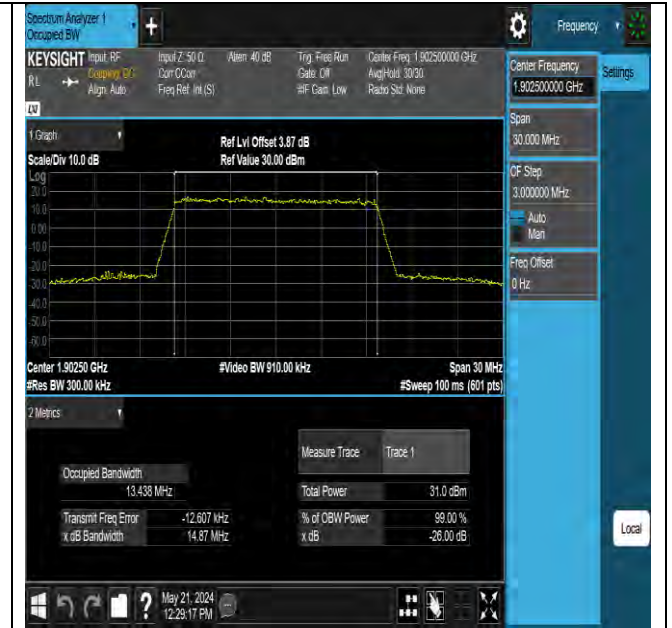 Spectrum Analyzer 1
Occupied BW
+
Frequency
KEYSIGHT Input: RF
RL
Coupling: DC
Align: Auto
Input Z: 50 Ω
Corr CCorr
Freq Ref: Int (S)
Atten: 40 dB
Trig: Free Run
Gate: Off
#IF Gain: Low
Center Freq: 1.902500000 GHz
Avg|Hold: 30/30
Radio Std: None
LXI
1 Graph
Scale/Div 10.0 dB
Ref Lvl Offset 3.87 dB
Ref Value 30.00 dBm
Log
20.0
10.0
0.00
-10.0
-20.0
-30.0
-40.0
-50.0
-60.0
Center 1.90250 GHz
#Video BW 910.00 kHz
Span 30 MHz
#Res BW 300.00 kHz
#Sweep 100 ms (601 pts)
2 Metrics
Measure Trace Trace 1
Occupied Bandwidth
13.438 MHz
Total Power 31.0 dBm
Transmit Freq Error -12.607 kHz
% of OBW Power 99.00 %
x dB Bandwidth 14.87 MHz
x dB -26.00 dB
Center Frequency
1.902500000 GHz
Settings
Span
30.000 MHz
CF Step
3.000000 MHz
Auto
Man
Freq Offset
0 Hz
Local
?
May 21, 2024
12:29:17 PM